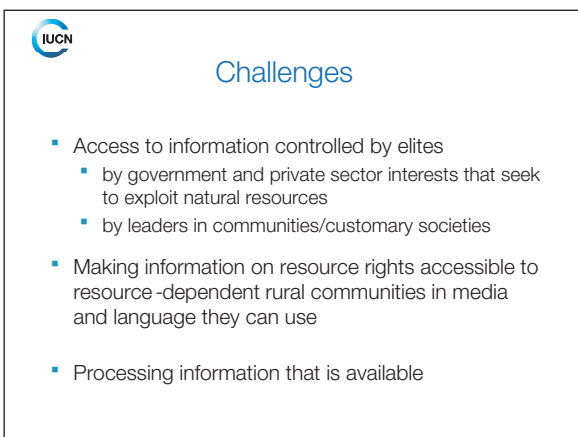 IUCN
Challenges
▪ Access to information controlled by elites
▪ by government and private sector interests that seek
to exploit natural resources
▪ by leaders in communities/customary societies
▪ Making information on resource rights accessible to
resource-dependent rural communities in media
and language they can use
▪ Processing information that is available